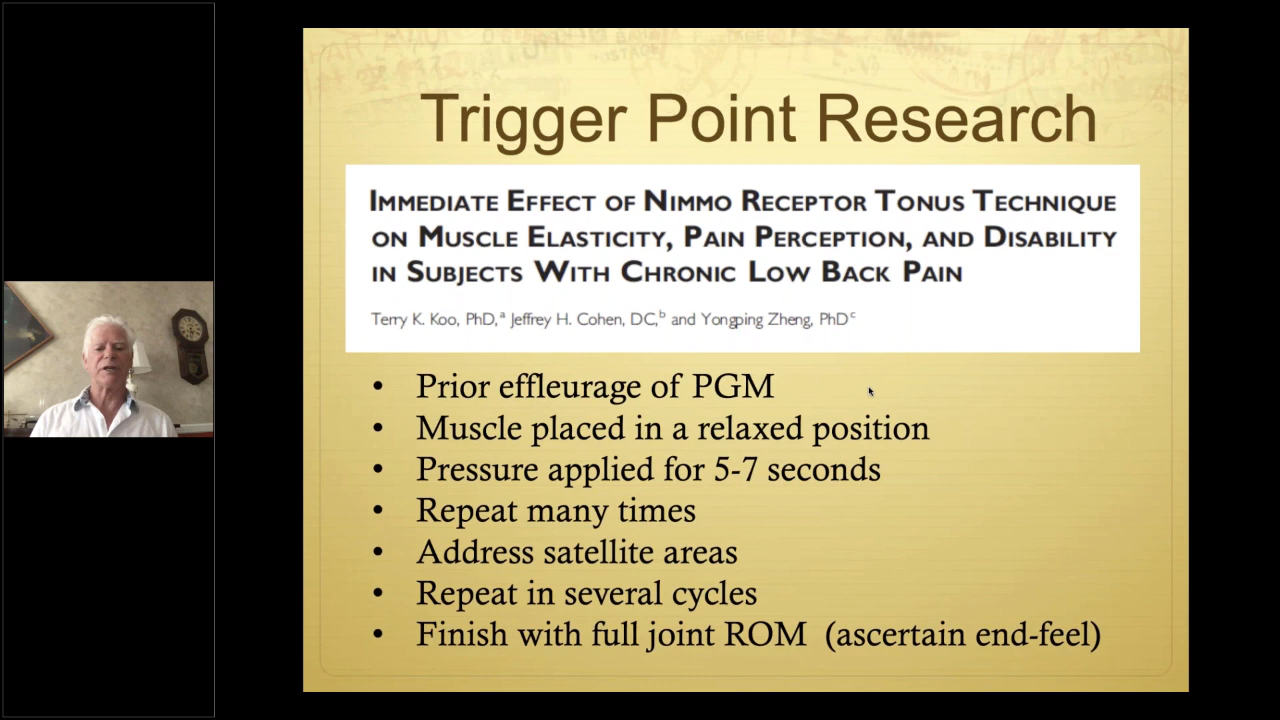 Trigger Point Research
IMMEDIATE EFFECT OF NIMMO RECEPTOR TONUS TECHNIQUE
ON MUSCLE ELASTICITY, PAIN PERCEPTION, AND DISABILITY
IN SUBJECTS WITH CHRONIC LOW BACK PAIN
Terry K. Koo, PhD,a Jeffrey H. Cohen, DC,b and Yongping Zheng, PhDc
• Prior effleurage of PGM
• Muscle placed in a relaxed position
• Pressure applied for 5-7 seconds
• Repeat many times
• Address satellite areas
• Repeat in several cycles
• Finish with full joint ROM (ascertain end-feel)